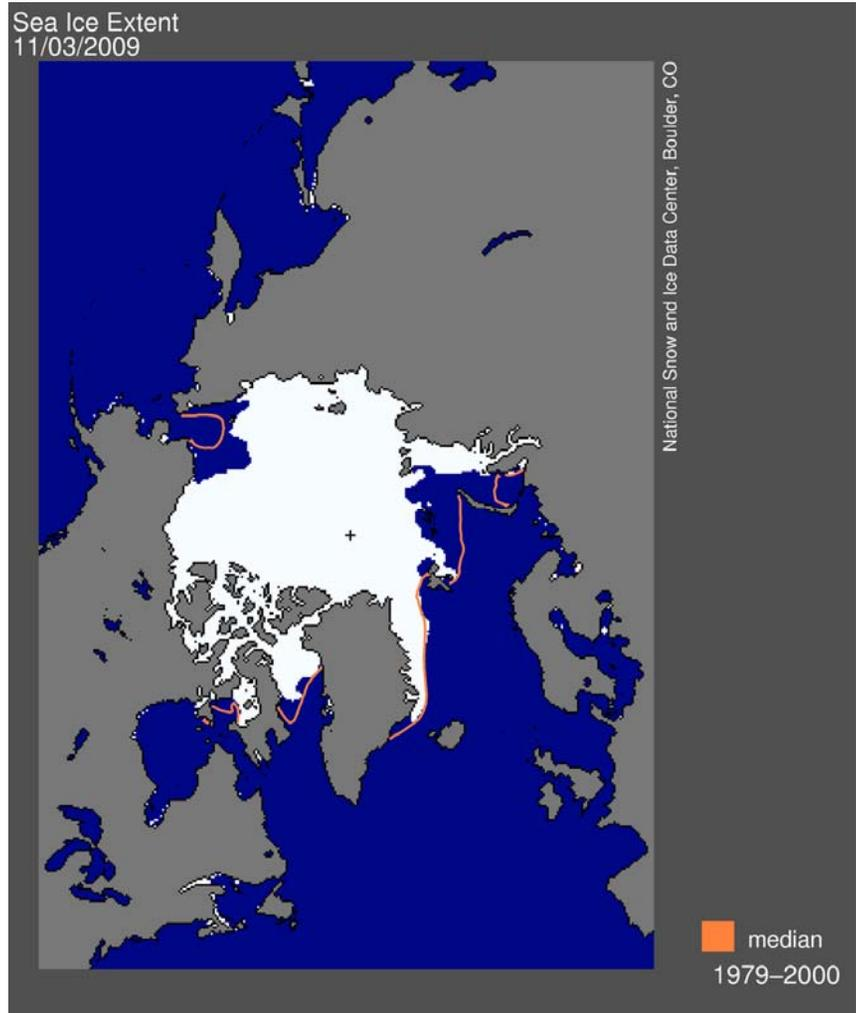 Sea Ice Extent
11/03/2009
National Snow and Ice Data Center, Boulder, CO
median
1979–2000